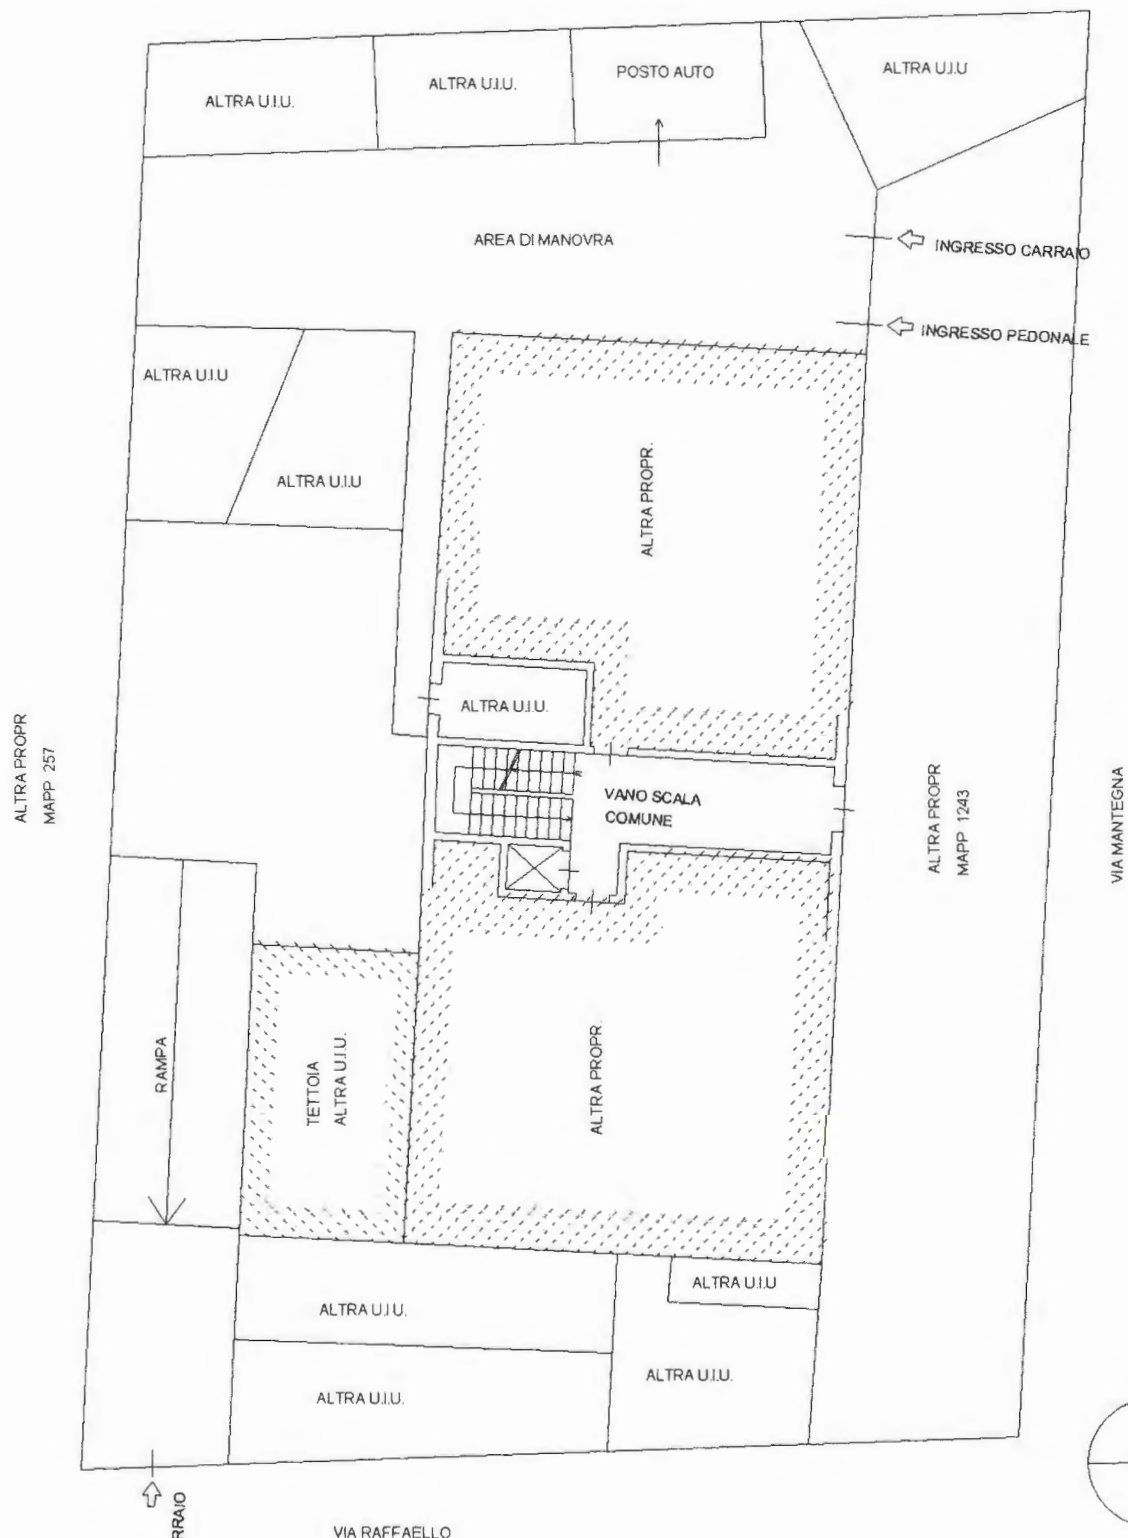 ALTRA U.I.U.
ALTRA U.I.U.
POSTO AUTO
ALTRA U.I.U
AREA DI MANOVRA
INGRESSO CARRAIO
INGRESSO PEDONALE
ALTRA U.I.U
ALTRA U.I.U
ALTRA PROPR.
ALTRA U.I.U.
VANO SCALA
COMUNE
ALTRA PROPR
MAPP 257
ALTRA PROPR
MAPP 1243
VIA MANTEGNA
RAMPA
TETTOIA
ALTRA U.I.U.
ALTRA PROPR.
ALTRA U.I.U
ALTRA U.I.U.
ALTRA U.I.U.
ALTRA U.I.U.
RRAIO
VIA RAFFAELLO